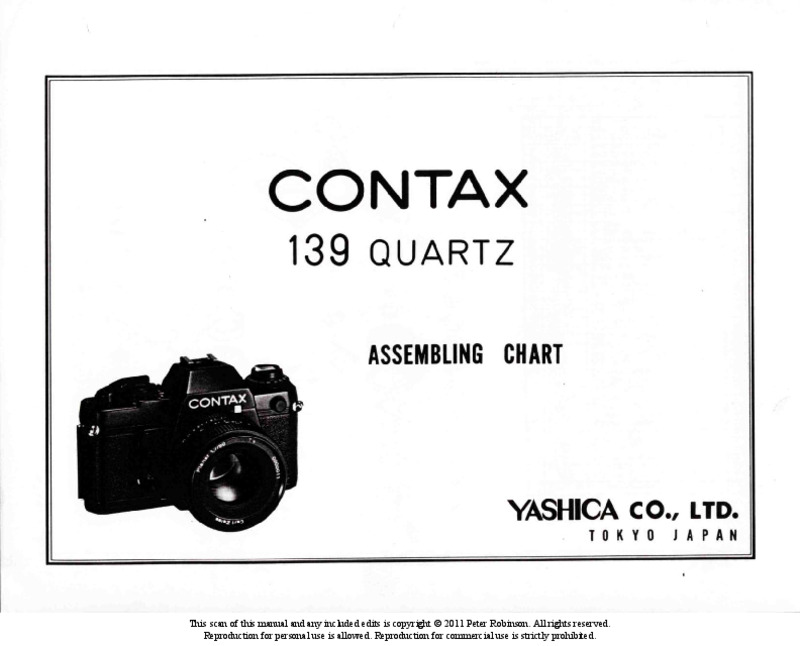 CONTAX
139 QUARTZ
ASSEMBLING CHART
CONTAX
Carl Zeiss
YASHICA CO., LTD.
TOKYO JAPAN
This scan of this manual and any included edits is copyright © 2011 Peter Robinson. All rights reserved.
Reproduction for personal use is allowed. Reproduction for commercial use is strictly prohibited.